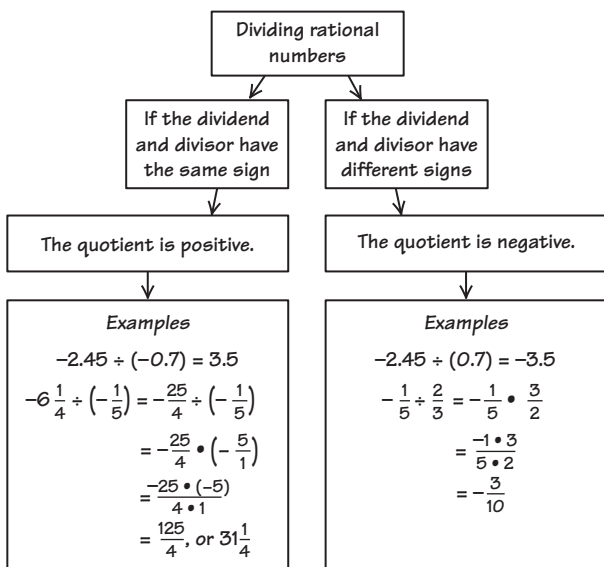 Dividing rational
numbers
If the dividend
and divisor have
the same sign
If the dividend
and divisor have
different signs
The quotient is positive.
The quotient is negative.
Examples
−2.45 ÷ (−0.7) = 3.5
−6 1/4 ÷ (−1/5) = −25/4 ÷ (−1/5)
= −25/4 • (−5/1)
= −25 • (−5)/4 • 1
= 125/4, or 31 1/4
Examples
−2.45 ÷ (0.7) = −3.5
−1/5 ÷ 2/3 = −1/5 • 3/2
= −1 • 3/5 • 2
= −3/10